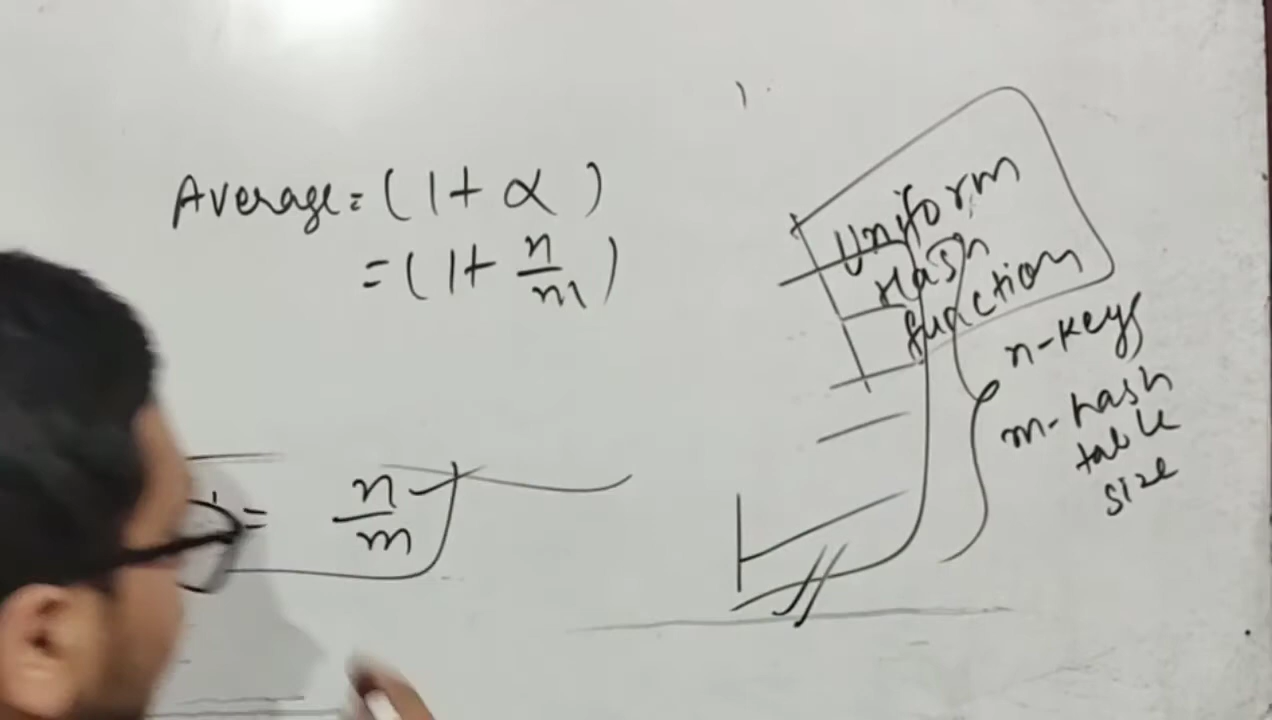 Average = (1 + α)
= (1 + n/m)
= n/m
Uniform
Hash
function
n-keys
m-hash
table
size